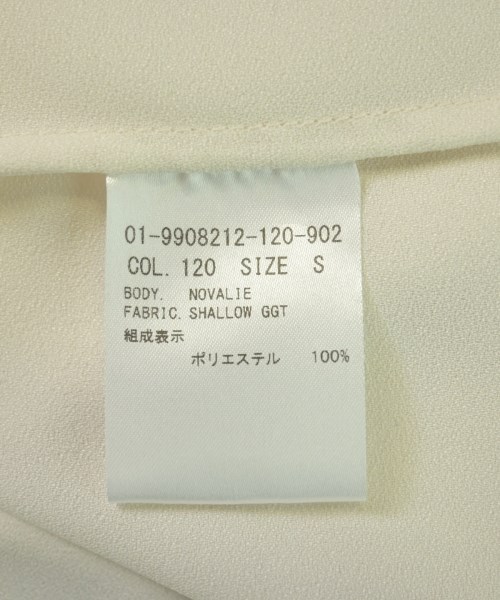 01-9908212-120-902
COL. 120 SIZE S
BODY. NOVALIE
FABRIC. SHALLOW GGT
組成表示
ポリエステル 100%